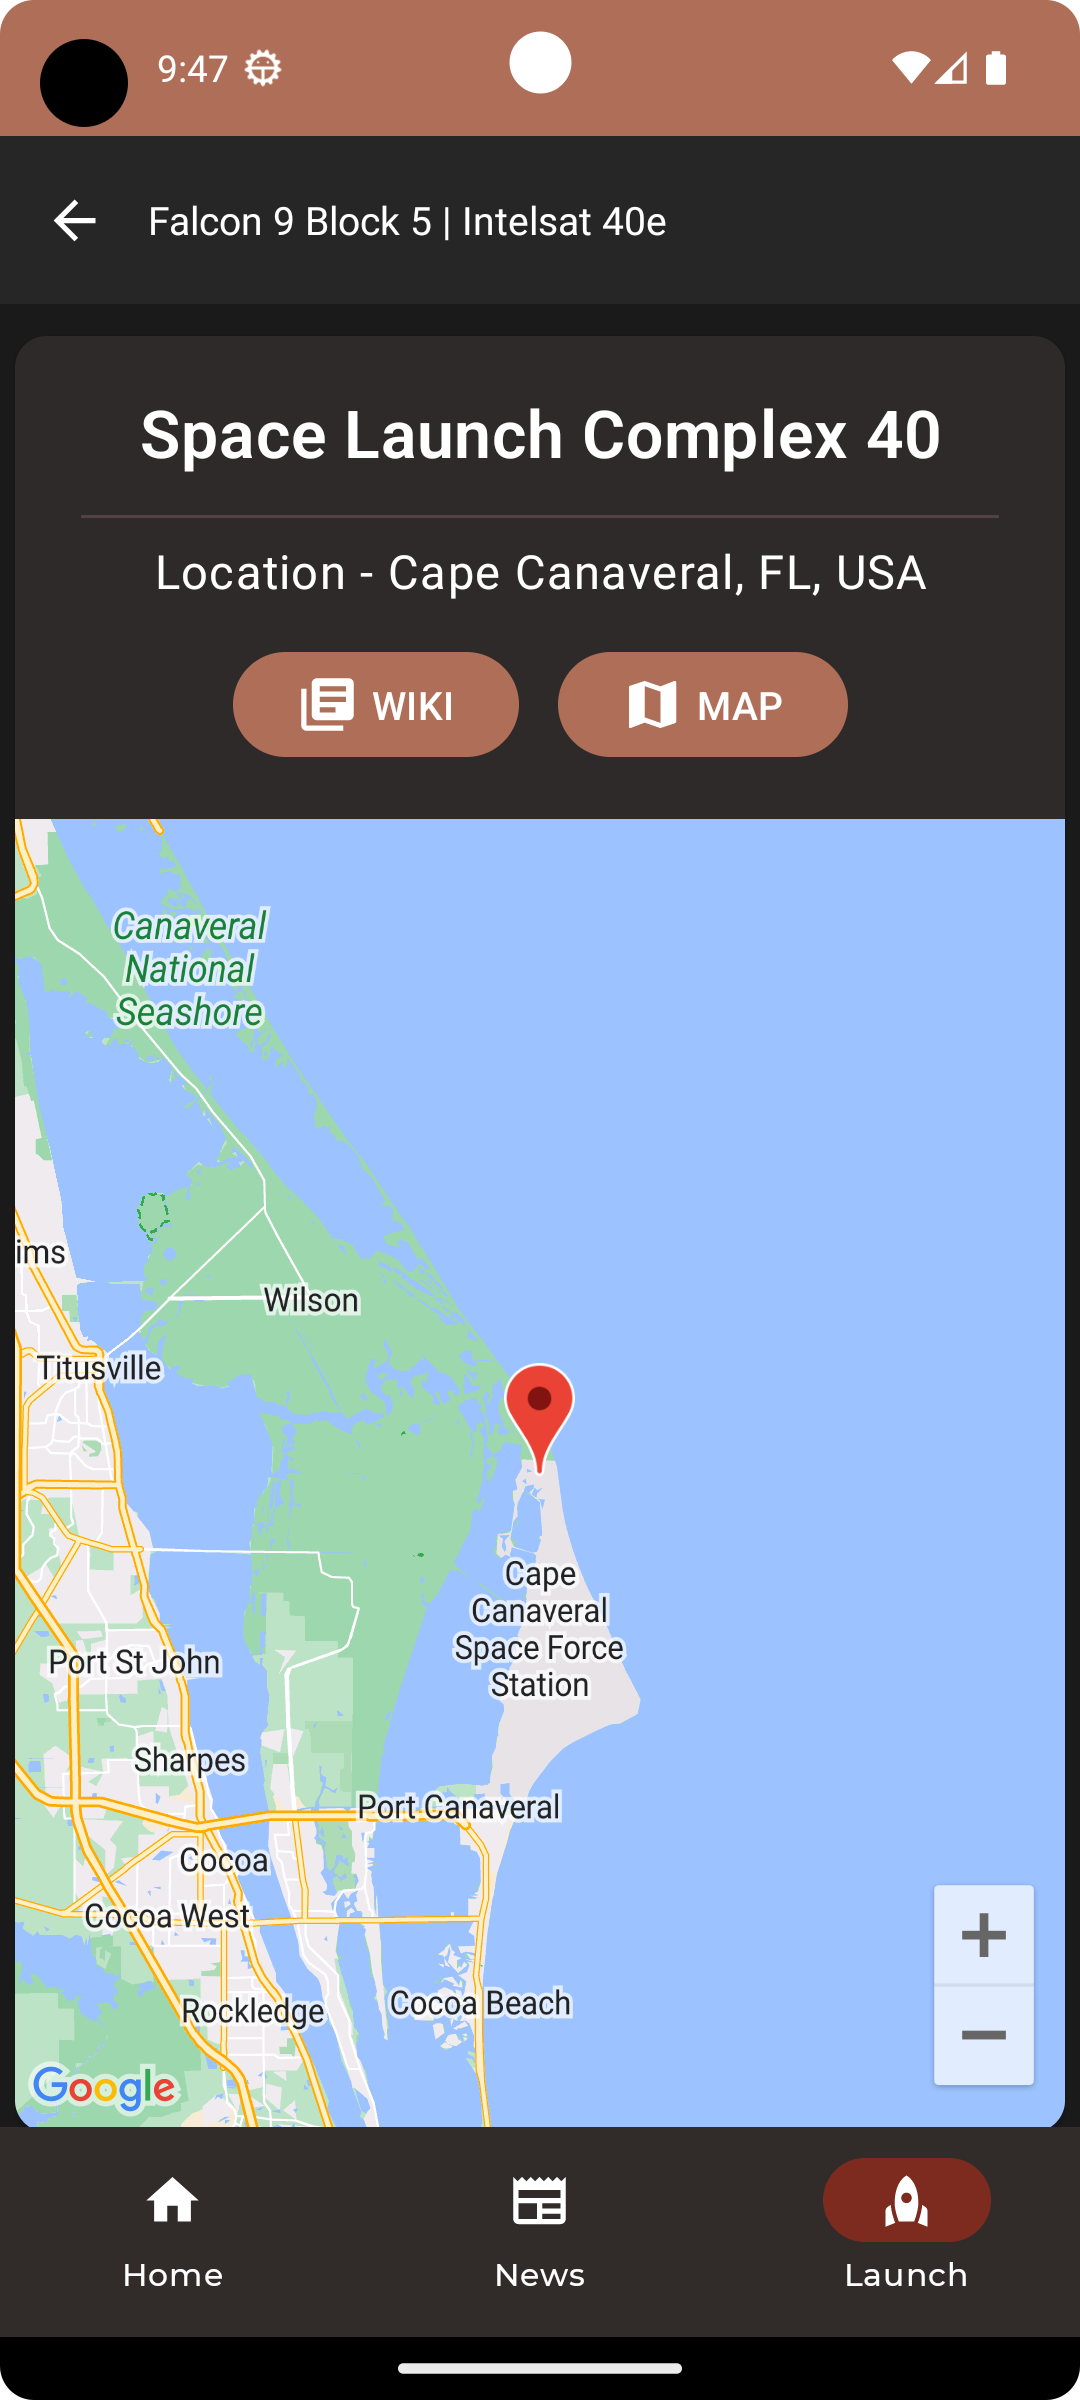 9:47
Falcon 9 Block 5 | Intelsat 40e
Space Launch Complex 40
Location - Cape Canaveral, FL, USA
WIKI
MAP
Canaveral
National
Seashore
ims
Wilson
Titusville
Cape
Canaveral
Space Force
Station
Port St John
Sharpes
Port Canaveral
Cocoa
Cocoa West
Cocoa Beach
Rockledge
Google
Home
News
Launch